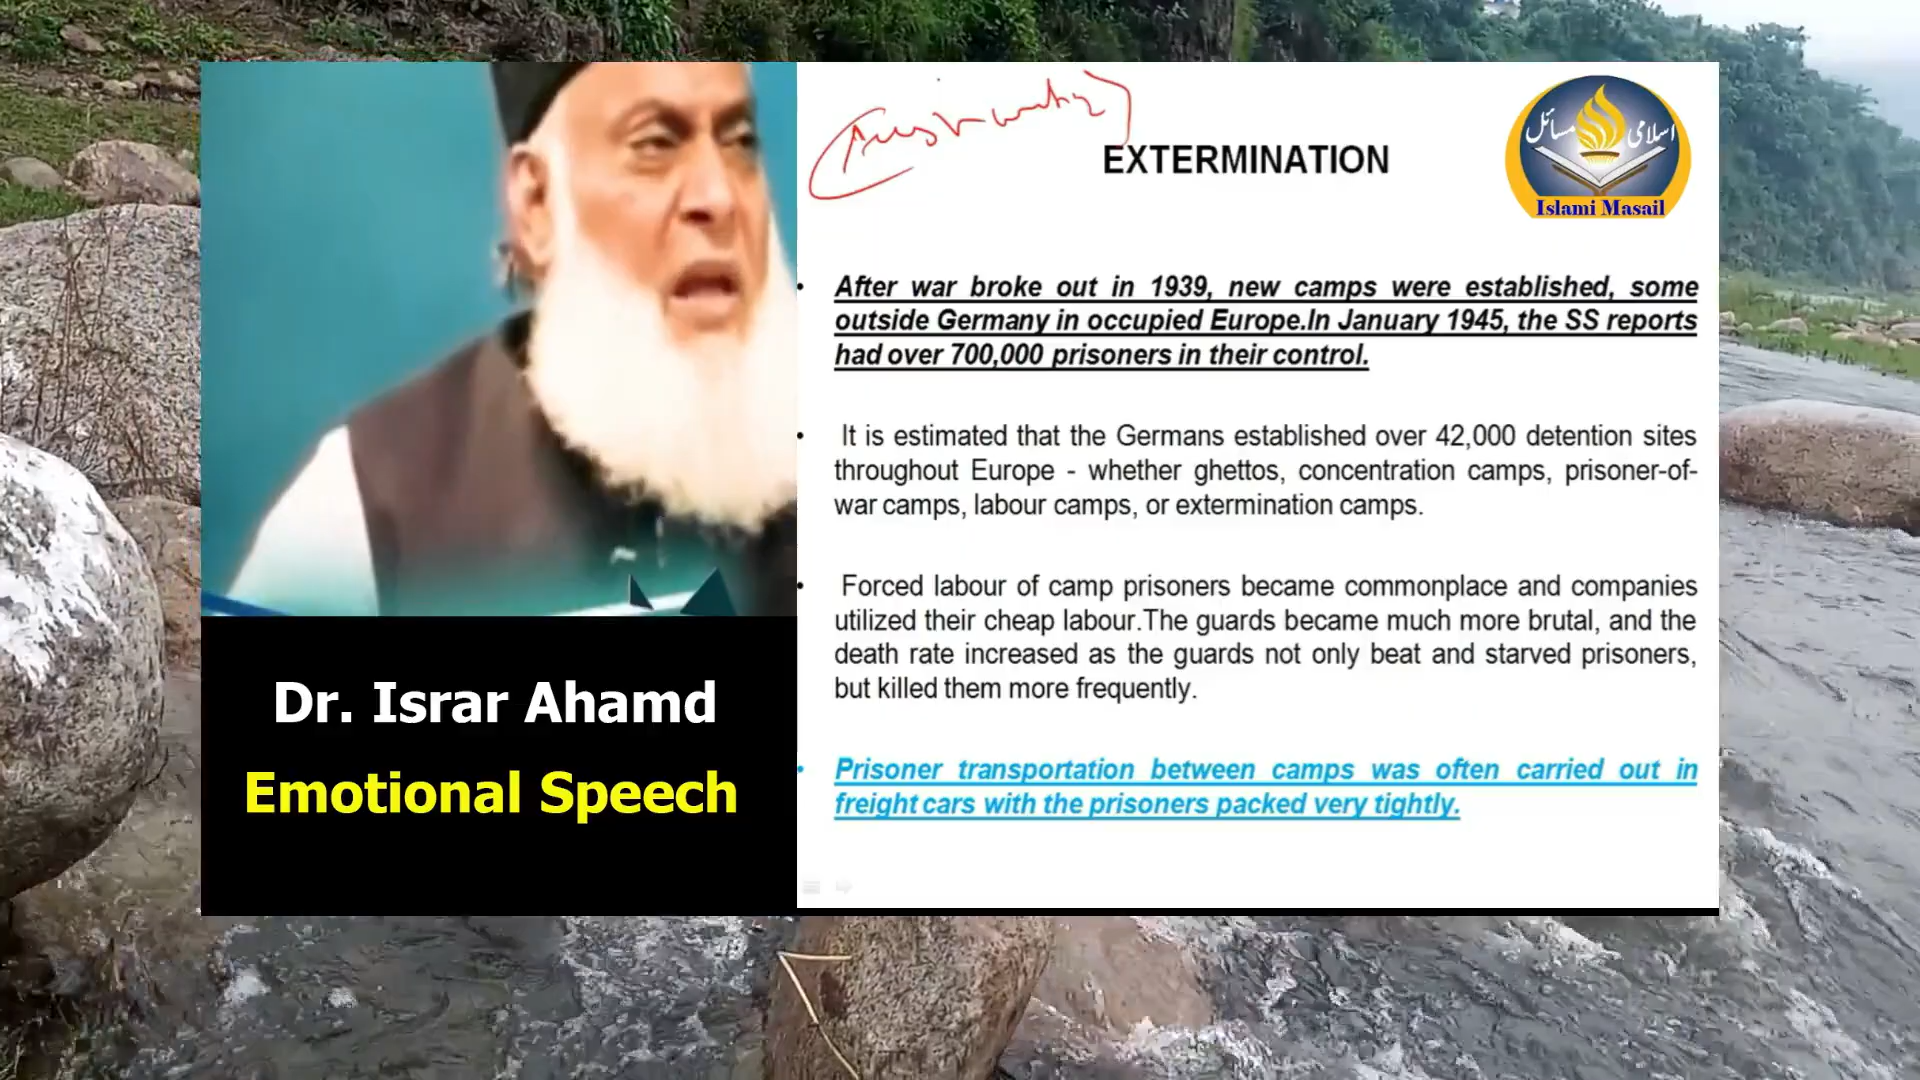 EXTERMINATION
اسلامی مسائل
Islami Masail
After war broke out in 1939, new camps were established, some
outside Germany in occupied Europe.In January 1945, the SS reports
had over 700,000 prisoners in their control.
It is estimated that the Germans established over 42,000 detention sites
throughout Europe - whether ghettos, concentration camps, prisoner-of-
war camps, labour camps, or extermination camps.
Forced labour of camp prisoners became commonplace and companies
utilized their cheap labour.The guards became much more brutal, and the
death rate increased as the guards not only beat and starved prisoners,
but killed them more frequently.
Prisoner transportation between camps was often carried out in
freight cars with the prisoners packed very tightly.
Dr. Israr Ahamd
Emotional Speech